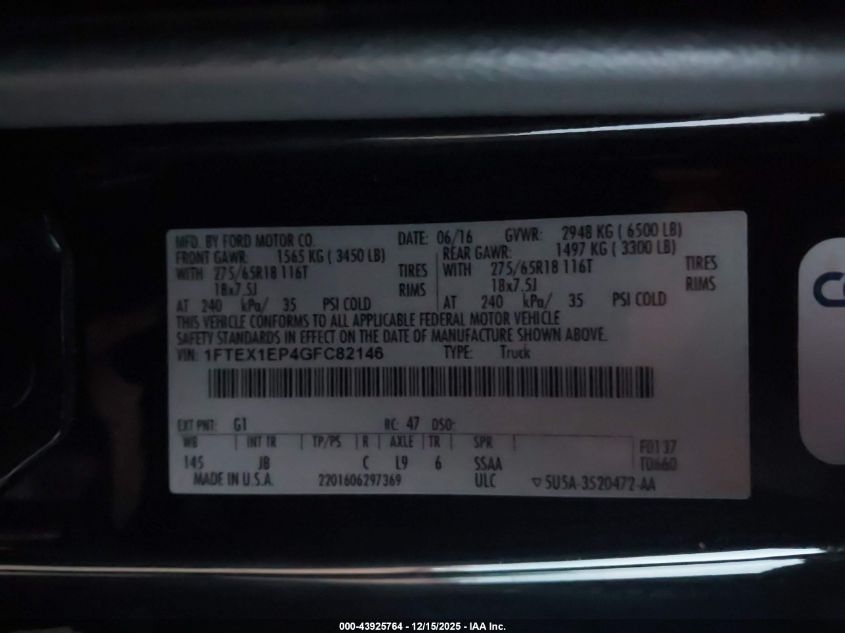 MFD. BY FORD MOTOR CO. DATE: 06/16 GVWR: 2948 KG ( 6500 LB)
FRONT GAWR: 1565 KG ( 3450 LB) REAR GAWR: 1497 KG ( 3300 LB)
WITH 275/65R18 116T TIRES WITH 275/65R18 116T TIRES
18x7.5J RIMS 18x7.5J RIMS
AT 240 kPa/ 35 PSI COLD AT 240 kPa/ 35 PSI COLD
THIS VEHICLE CONFORMS TO ALL APPLICABLE FEDERAL MOTOR VEHICLE
SAFETY STANDARDS IN EFFECT ON THE DATE OF MANUFACTURE SHOWN ABOVE.
VIN: 1FTEX1EP4GFC82146 TYPE: Truck
EXT PNT: G1 RC: 47 DSO:
WB INT TR TP/PS R AXLE TR SPR F0137
145 JB C L9 6 SSAA T0660
MADE IN U.S.A. 2201606297369 ULC ▽ 5U5A-3520472-AA
000-43925764 - 12/15/2025 - IAA Inc.